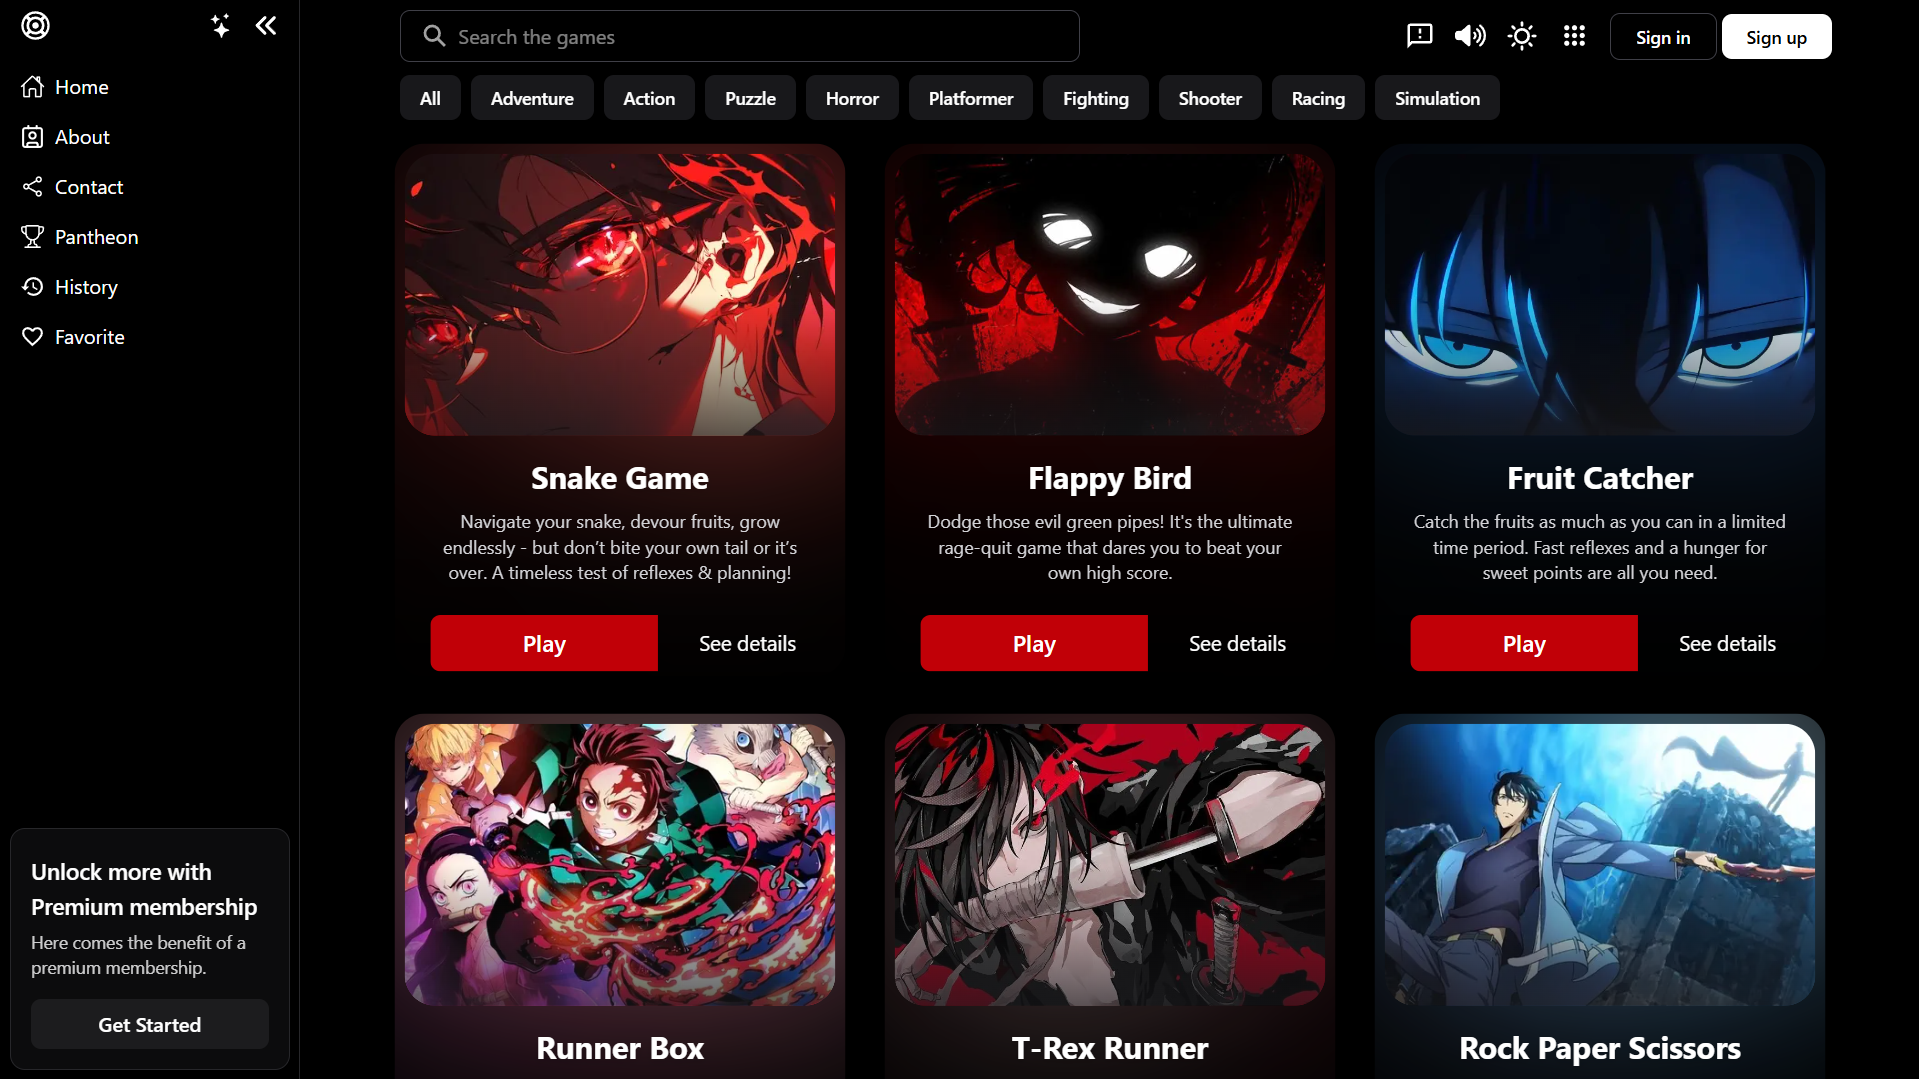 Search the games
Sign in
Sign up
Home
About
Contact
Pantheon
History
Favorite
All
Adventure
Action
Puzzle
Horror
Platformer
Fighting
Shooter
Racing
Simulation
Snake Game
Navigate your snake, devour fruits, grow
endlessly - but don’t bite your own tail or it’s
over. A timeless test of reflexes & planning!
Play
See details
Flappy Bird
Dodge those evil green pipes! It's the ultimate
rage-quit game that dares you to beat your
own high score.
Play
See details
Fruit Catcher
Catch the fruits as much as you can in a limited
time period. Fast reflexes and a hunger for
sweet points are all you need.
Play
See details
Runner Box
T-Rex Runner
Rock Paper Scissors
Unlock more with
Premium membership
Here comes the benefit of a
premium membership.
Get Started